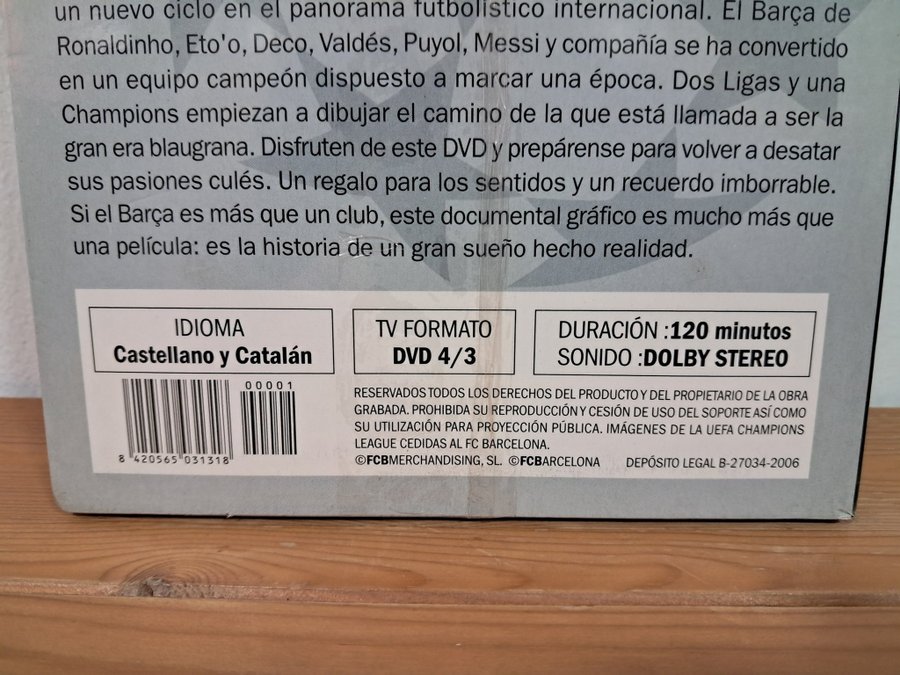 un nuevo ciclo en el panorama futbolístico internacional. El Barça de
Ronaldinho, Eto'o, Deco, Valdés, Puyol, Messi y compañía se ha convertido
en un equipo campeón dispuesto a marcar una época. Dos Ligas y una
Champions empiezan a dibujar el camino de la que está llamada a ser la
gran era blaugrana. Disfruten de este DVD y prepárense para volver a desatar
sus pasiones culés. Un regalo para los sentidos y un recuerdo imborrable.
Si el Barça es más que un club, este documental gráfico es mucho más que
una película: es la historia de un gran sueño hecho realidad.
IDIOMA
Castellano y Catalán
TV FORMATO
DVD 4/3
DURACIÓN :120 minutos
SONIDO :DOLBY STEREO
00001
8 420565 031318
RESERVADOS TODOS LOS DERECHOS DEL PRODUCTO Y DEL PROPIETARIO DE LA OBRA
GRABADA. PROHIBIDA SU REPRODUCCIÓN Y CESIÓN DE USO DEL SOPORTE ASÍ COMO
SU UTILIZACIÓN PARA PROYECCIÓN PÚBLICA. IMÁGENES DE LA UEFA CHAMPIONS
LEAGUE CEDIDAS AL FC BARCELONA.
©FCBMERCHANDISING, SL. ©FCBARCELONA DEPÓSITO LEGAL B-27034-2006